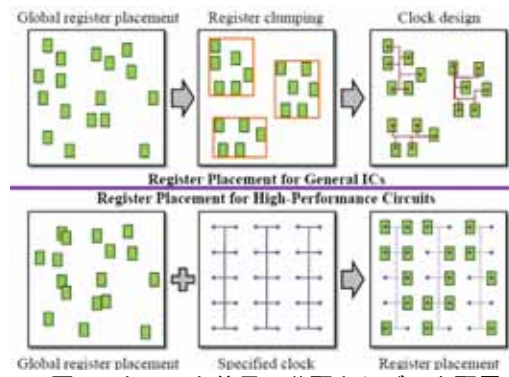 Global register placement
Register clumping
Clock design
Register Placement for General ICs
Register Placement for High-Performance Circuits
Global register placement
Specified clock
Register placement